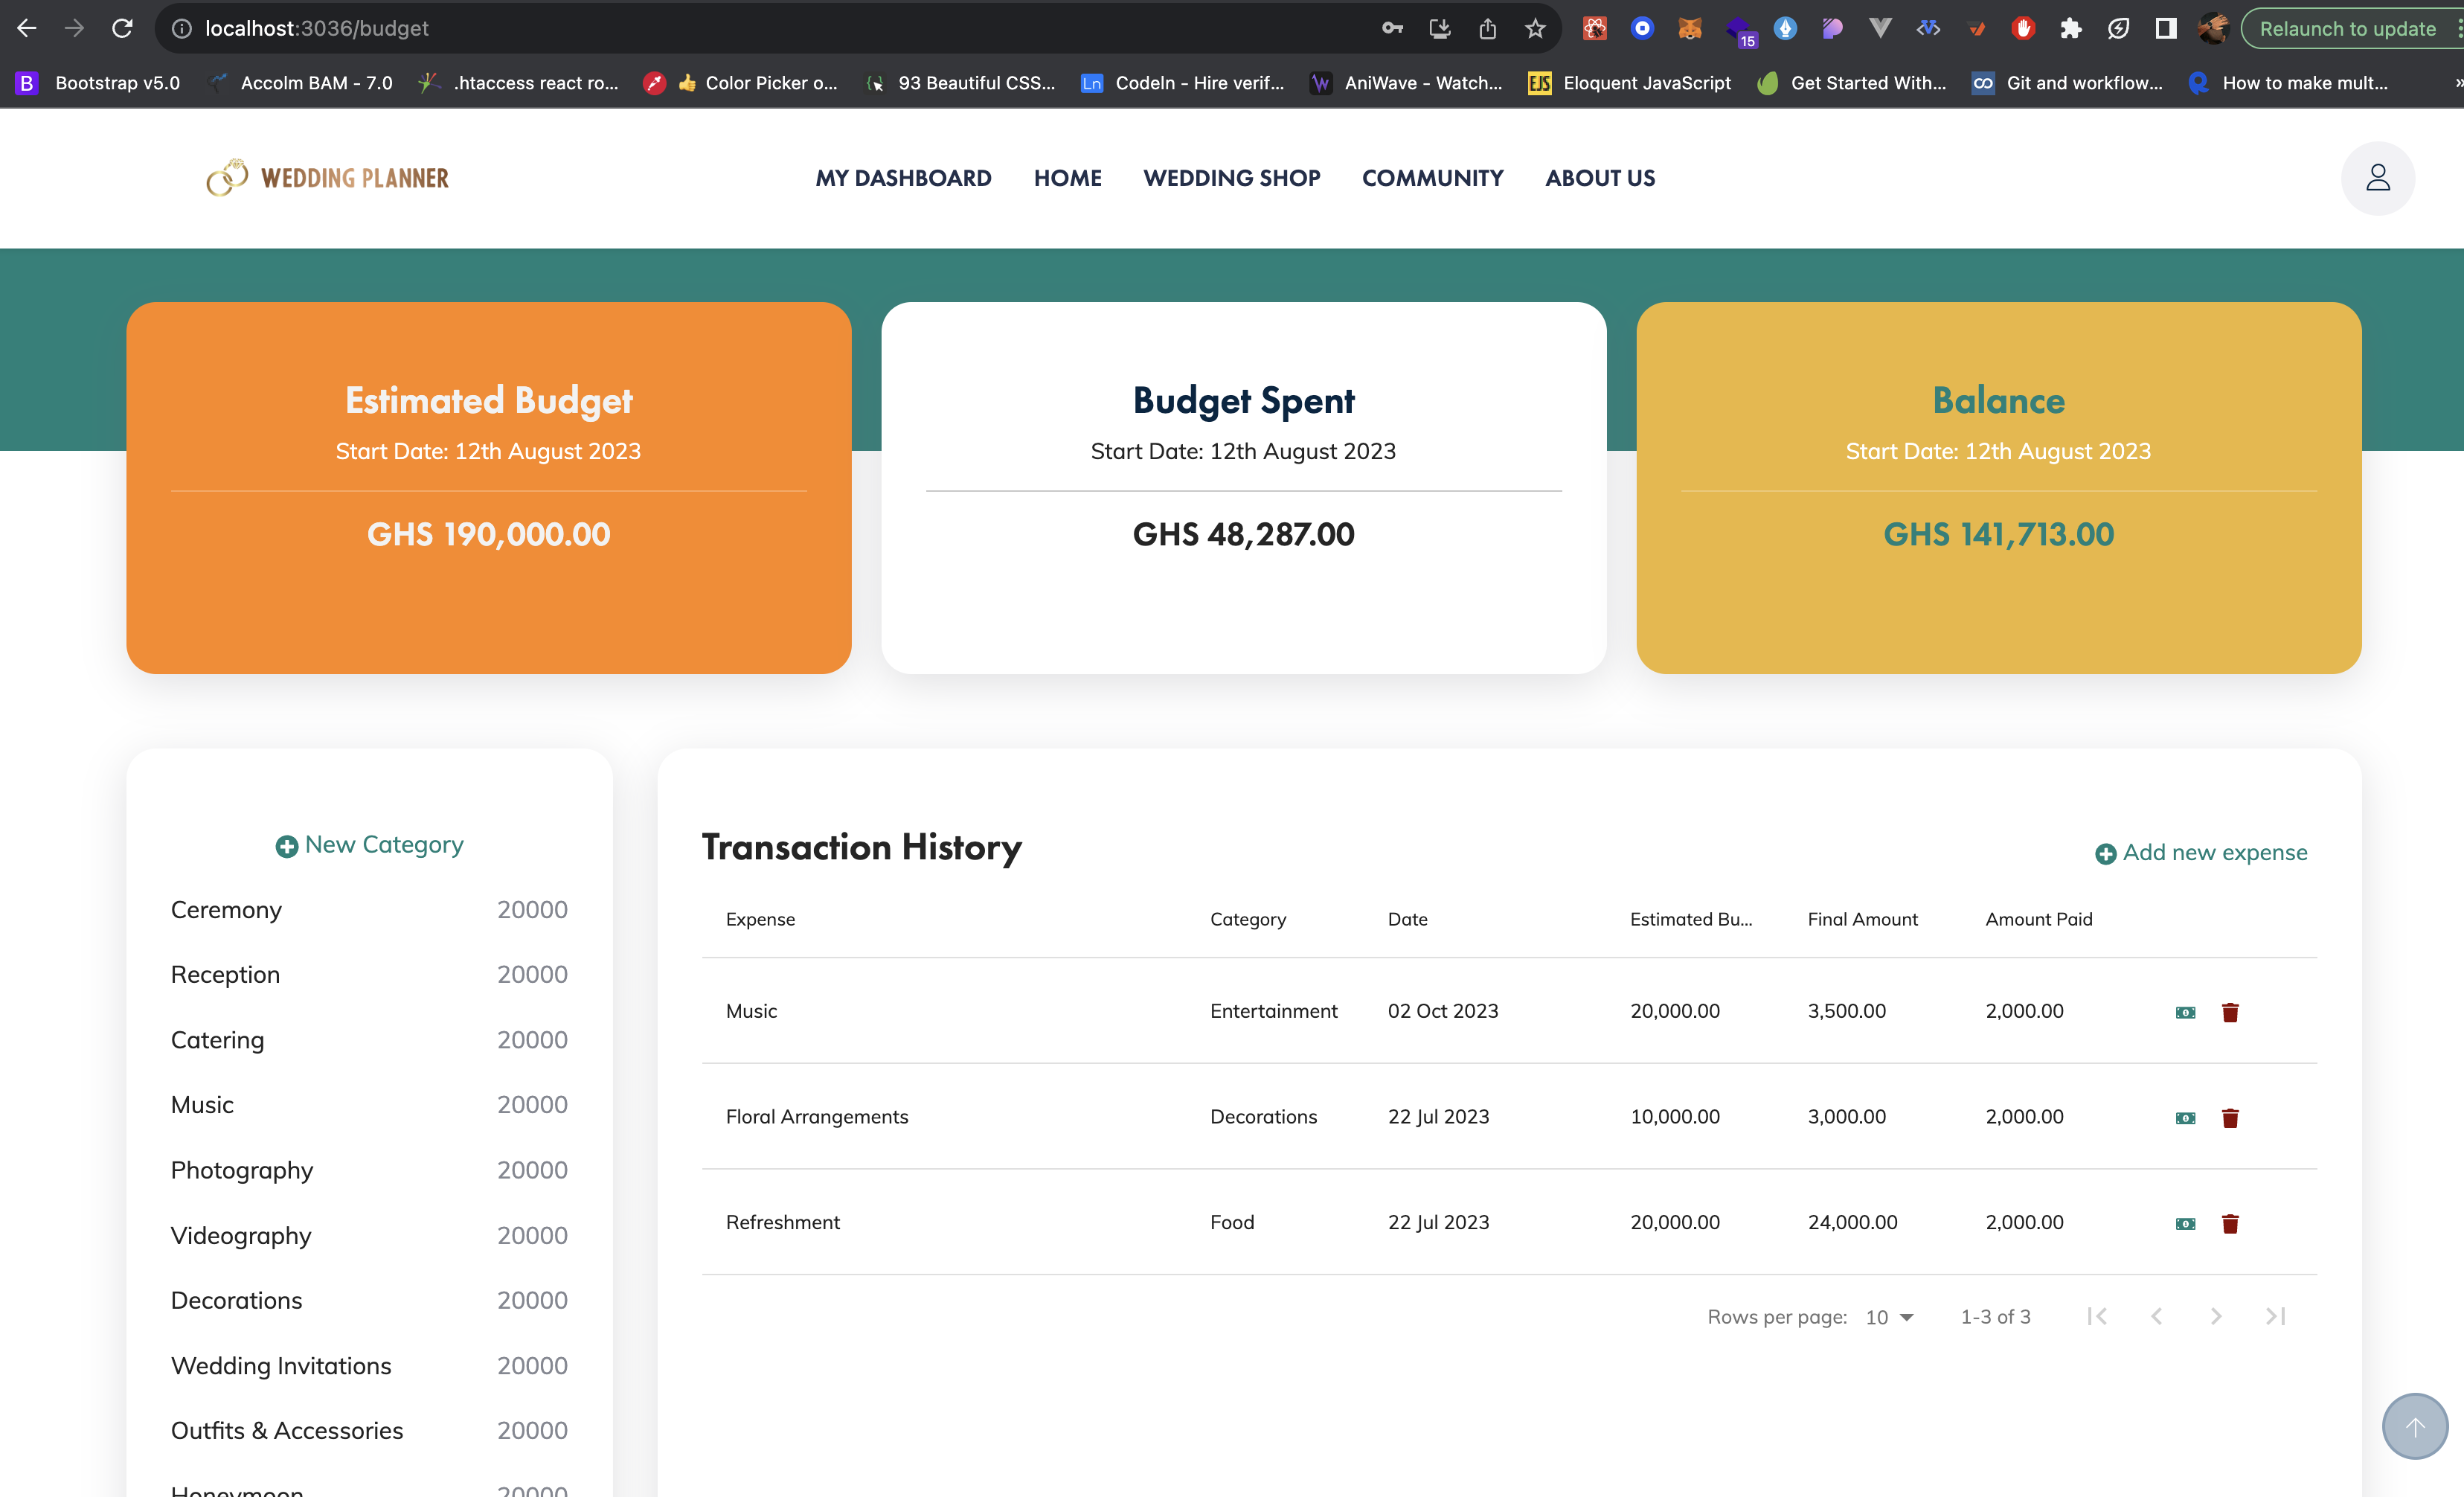 localhost:3036/budget
15
Relaunch to update
B Bootstrap v5.0
Accolm BAM - 7.0
.htaccess react ro...
👍 Color Picker o...
93 Beautiful CSS...
Ln CodeIn - Hire verif...
AniWave - Watch...
EJS Eloquent JavaScript
Get Started With...
Git and workflow...
How to make mult...
»
WEDDING PLANNER
MY DASHBOARD HOME WEDDING SHOP COMMUNITY ABOUT US
Estimated Budget
Start Date: 12th August 2023
GHS 190,000.00
Budget Spent
Start Date: 12th August 2023
GHS 48,287.00
Balance
Start Date: 12th August 2023
GHS 141,713.00
New Category
Ceremony 20000
Reception 20000
Catering 20000
Music 20000
Photography 20000
Videography 20000
Decorations 20000
Wedding Invitations 20000
Outfits & Accessories 20000
Honeymoon 20000
Transaction History
Add new expense
Expense Category Date Estimated Bu... Final Amount Amount Paid
Music Entertainment 02 Oct 2023 20,000.00 3,500.00 2,000.00
Floral Arrangements Decorations 22 Jul 2023 10,000.00 3,000.00 2,000.00
Refreshment Food 22 Jul 2023 20,000.00 24,000.00 2,000.00
Rows per page: 10 1-3 of 3